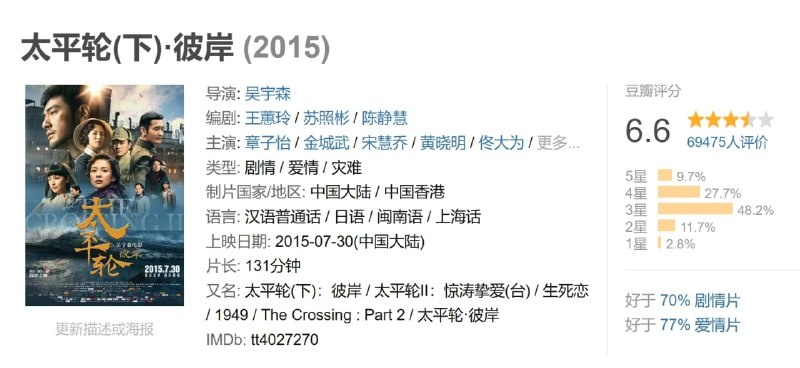 太平轮(下)·彼岸 (2015)
导演: 吴宇森
编剧: 王蕙玲 / 苏照彬 / 陈静慧
主演: 章子怡 / 金城武 / 宋慧乔 / 黄晓明 / 佟大为 / 更多...
类型: 剧情 / 爱情 / 灾难
制片国家/地区: 中国大陆 / 中国香港
语言: 汉语普通话 / 日语 / 闽南语 / 上海话
上映日期: 2015-07-30(中国大陆)
片长: 131分钟
又名: 太平轮(下)：彼岸 / 太平轮II：惊涛挚爱(台) / 生死恋
/ 1949 / The Crossing : Part 2 / 太平轮·彼岸
IMDb: tt4027270
太平轮
吴宇森电影
彼岸
2015.7.30
更新描述或海报
豆瓣评分
6.6
69475人评价
5星 9.7%
4星 27.7%
3星 48.2%
2星 11.7%
1星 2.8%
好于 70% 剧情片
好于 77% 爱情片